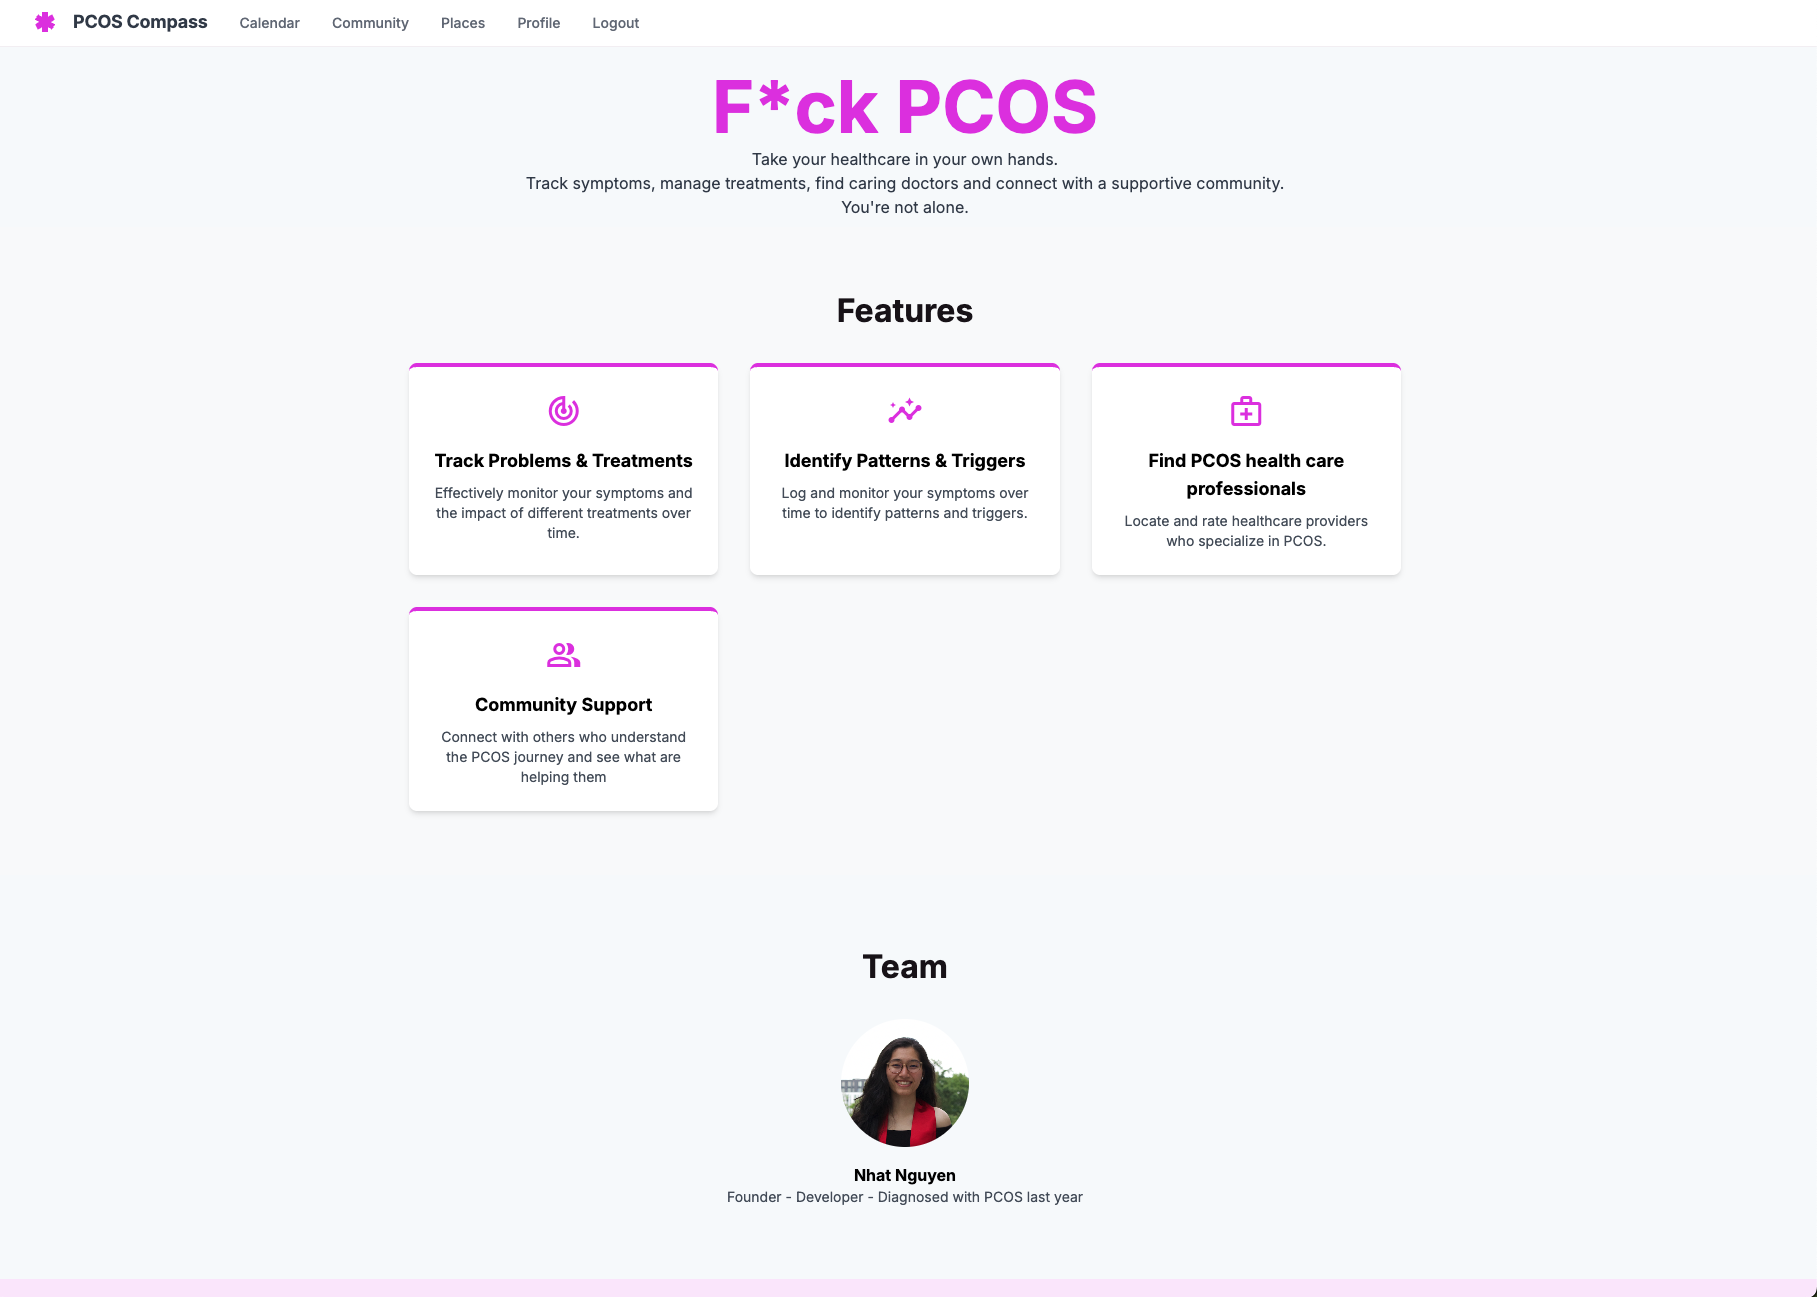 PCOS Compass Calendar Community Places Profile Logout
F*ck PCOS
Take your healthcare in your own hands.
Track symptoms, manage treatments, find caring doctors and connect with a supportive community.
You're not alone.
Features
Track Problems & Treatments
Effectively monitor your symptoms and
the impact of different treatments over
time.
Identify Patterns & Triggers
Log and monitor your symptoms over
time to identify patterns and triggers.
Find PCOS health care
professionals
Locate and rate healthcare providers
who specialize in PCOS.
Community Support
Connect with others who understand
the PCOS journey and see what are
helping them
Team
Nhat Nguyen
Founder - Developer - Diagnosed with PCOS last year